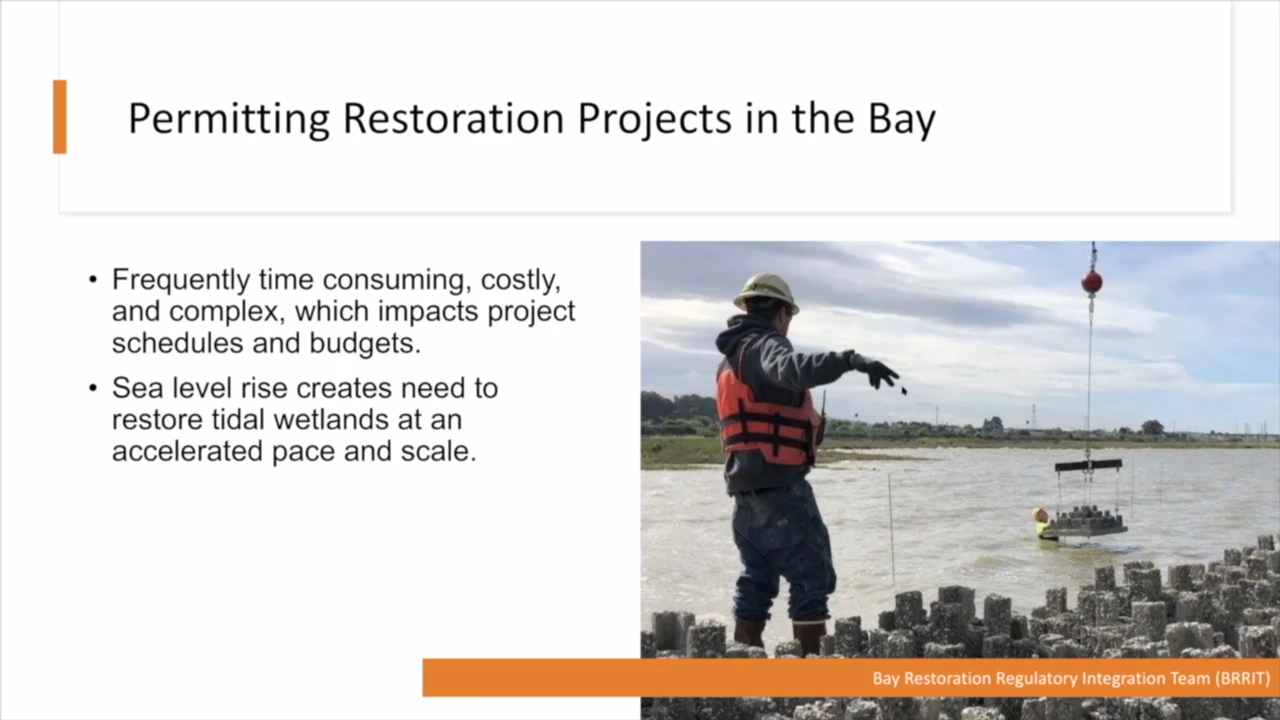 Permitting Restoration Projects in the Bay
• Frequently time consuming, costly,
and complex, which impacts project
schedules and budgets.
• Sea level rise creates need to
restore tidal wetlands at an
accelerated pace and scale.
Bay Restoration Regulatory Integration Team (BRRIT)